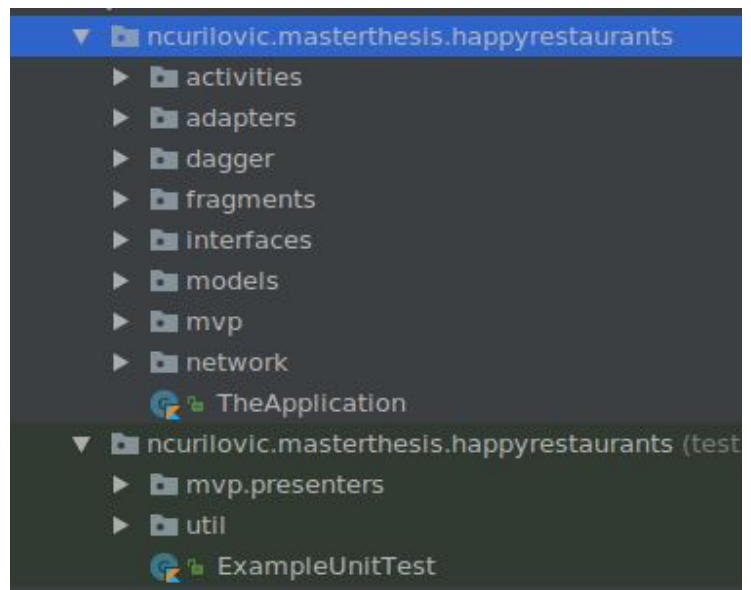 ncurilovic.masterthesis.happyrestaurants
activities
adapters
dagger
fragments
interfaces
models
mvp
network
TheApplication
ncurilovic.masterthesis.happyrestaurants (test
mvp.presenters
util
ExampleUnitTest